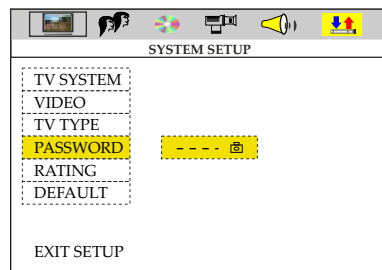 SYSTEM SETUP
TV SYSTEM
VIDEO
TV TYPE
PASSWORD - - - -
RATING
DEFAULT
EXIT SETUP